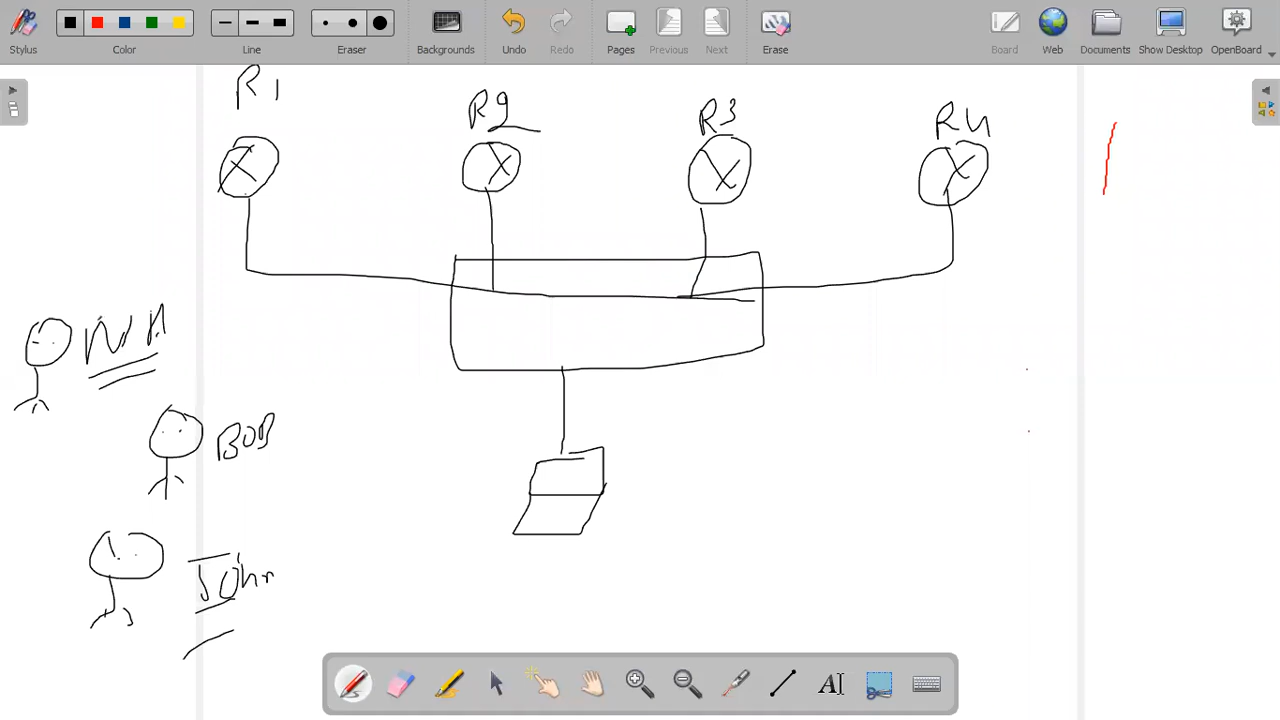 Stylus
Color
Line
Eraser
Backgrounds
Undo
Redo
Pages
Previous
Next
Erase
Board
Web
Documents
Show Desktop
OpenBoard
R1
R2
R3
R4
BOB
John
AI